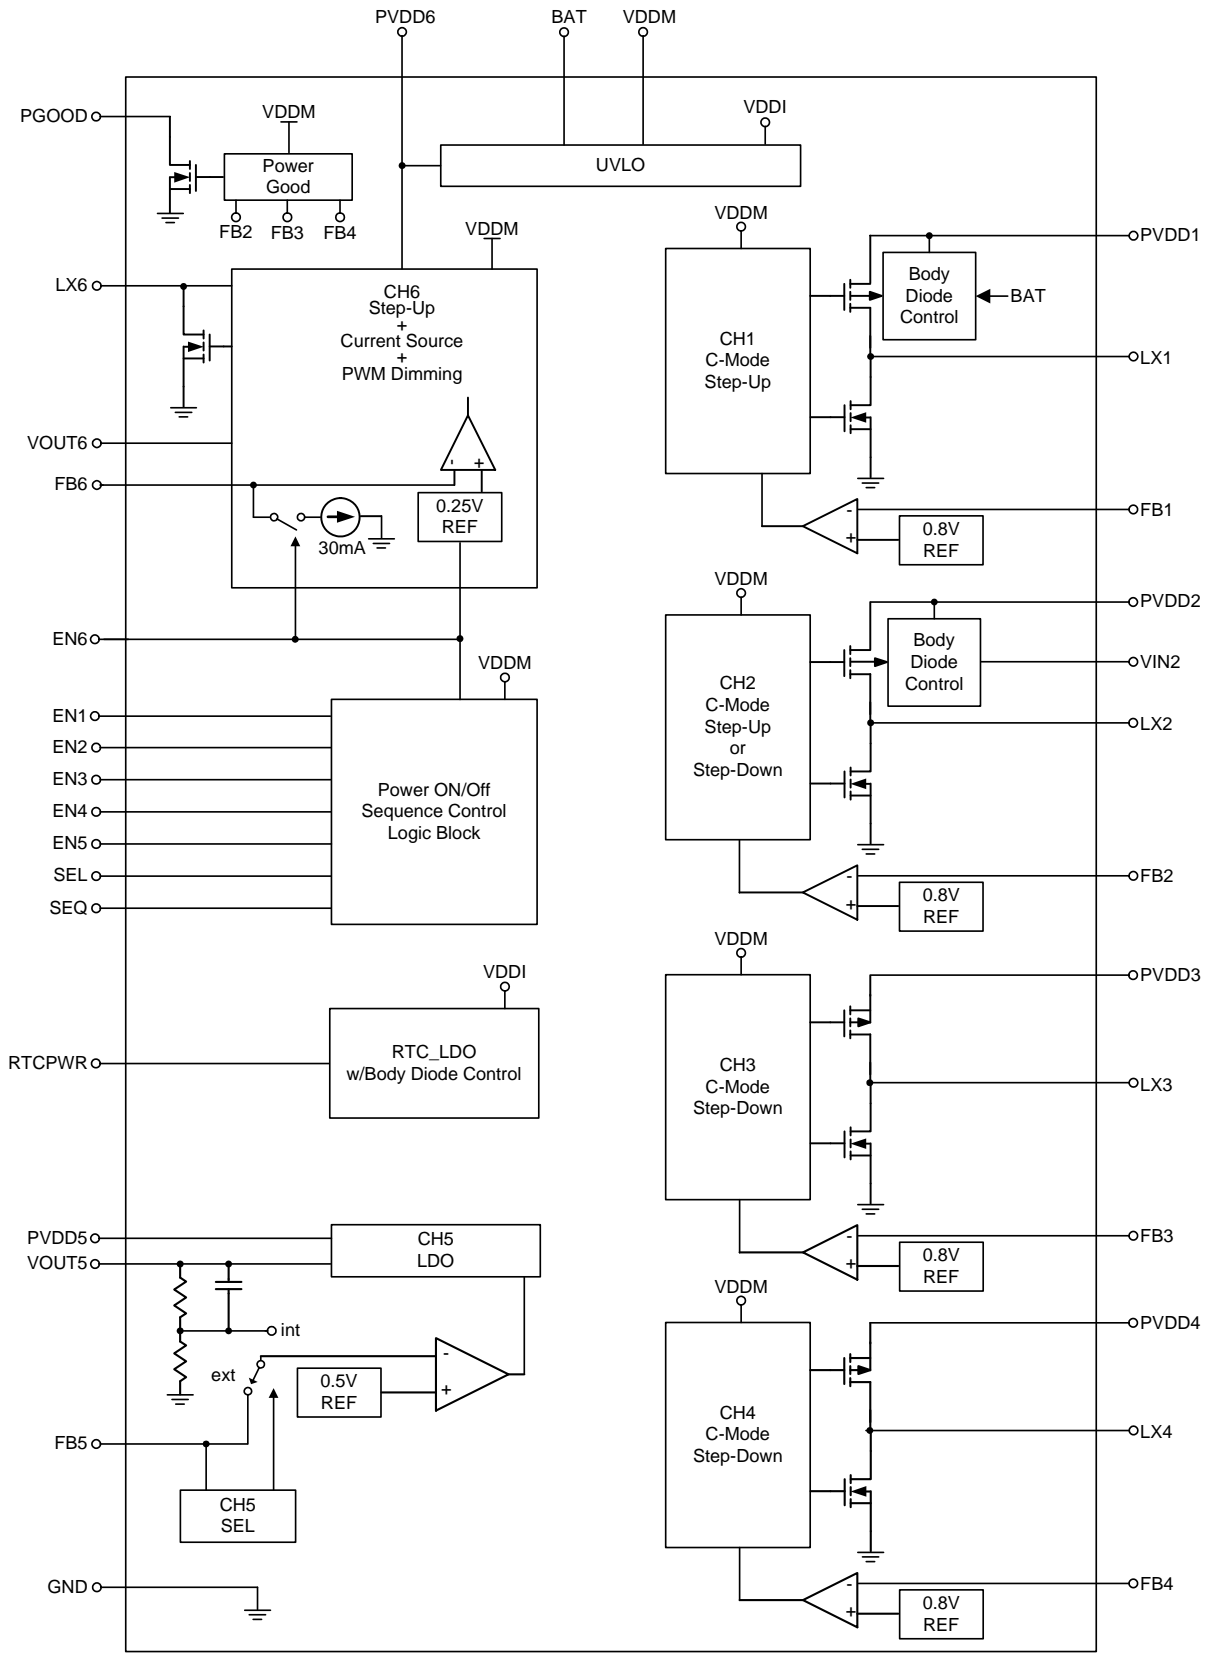 PVDD6
BAT
VDDM
PGOOD
VDDM
VDDI
Power
Good
UVLO
FB2
FB3
FB4
VDDM
VDDM
PVDD1
LX6
CH6
Step-Up
+
Current Source
+
PWM Dimming
Body
Diode
Control
BAT
CH1
C-Mode
Step-Up
LX1
VOUT6
FB6
-
+
0.25V
REF
30mA
FB1
-
+
0.8V
REF
VDDM
PVDD2
EN6
VDDM
Body
Diode
Control
VIN2
CH2
C-Mode
Step-Up
or
Step-Down
LX2
EN1
EN2
EN3
EN4
EN5
SEL
SEQ
Power ON/Off
Sequence Control
Logic Block
FB2
-
+
0.8V
REF
VDDM
VDDI
PVDD3
RTCPWR
RTC_LDO
w/Body Diode Control
CH3
C-Mode
Step-Down
LX3
PVDD5
VOUT5
CH5
LDO
FB3
-
+
0.8V
REF
VDDM
PVDD4
int
ext
0.5V
REF
-
+
CH4
C-Mode
Step-Down
LX4
FB5
CH5
SEL
GND
FB4
-
+
0.8V
REF